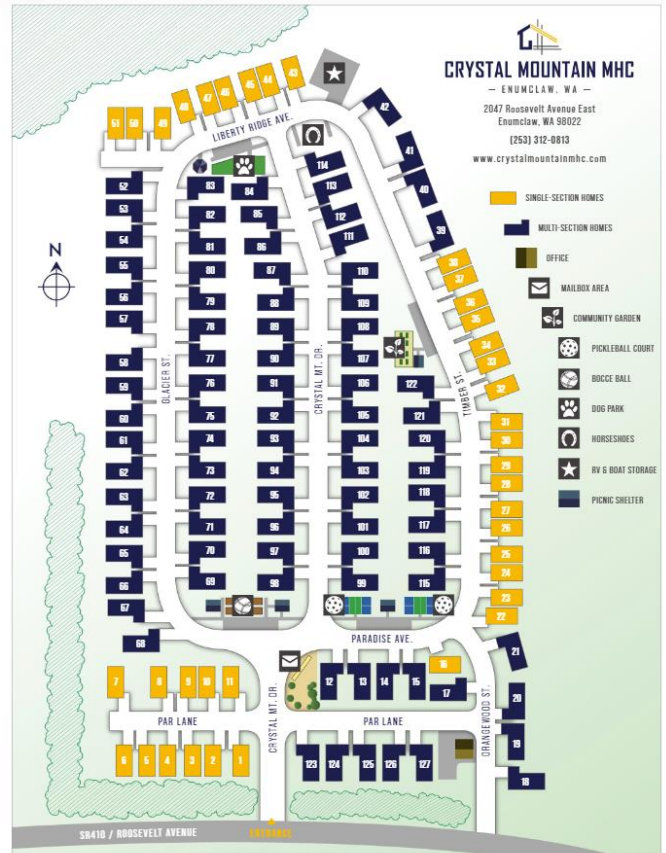 CRYSTAL MOUNTAIN MHC
— ENUMCLAW, WA —
2047 Roosevelt Avenue East
Enumclaw, WA 98022
(253) 312-0813
www.crystalmountainmhc.com
SINGLE-SECTION HOMES
MULTI-SECTION HOMES
OFFICE
MAILBOX AREA
COMMUNITY GARDEN
PICKLEBALL COURT
BOCCE BALL
DOG PARK
HORSESHOES
RV & BOAT STORAGE
PICNIC SHELTER
N
LIBERTY RIDGE AVE.
51 50 49 48 47 46 45 44 43
42
41
40
39
38
37
36
35
34
33
32
31
30
29
28
27
26
25
24
23
22
21
20
19
18
52
53
54
55
56
57
58
59
60
61
62
63
64
65
66
67
68
GLACIER ST.
83
82
81
80
79
78
77
76
75
74
73
72
71
70
69
84
85
86
87
88
89
90
91
92
93
94
95
96
97
98
CRYSTAL MT. DR.
114
113
112
111
110
109
108
107
106
105
104
103
102
101
100
99
122
121
120
119
118
117
116
115
TIMBER ST.
PARADISE AVE.
12 13 14 15 16
17
7 8 9 10 11
PAR LANE
CRYSTAL MT. DR.
PAR LANE
ORANGEWOOD ST.
6 5 4 3 2 1
123 124 125 126 127
SR410 / ROOSEVELT AVENUE
ENTRANCE